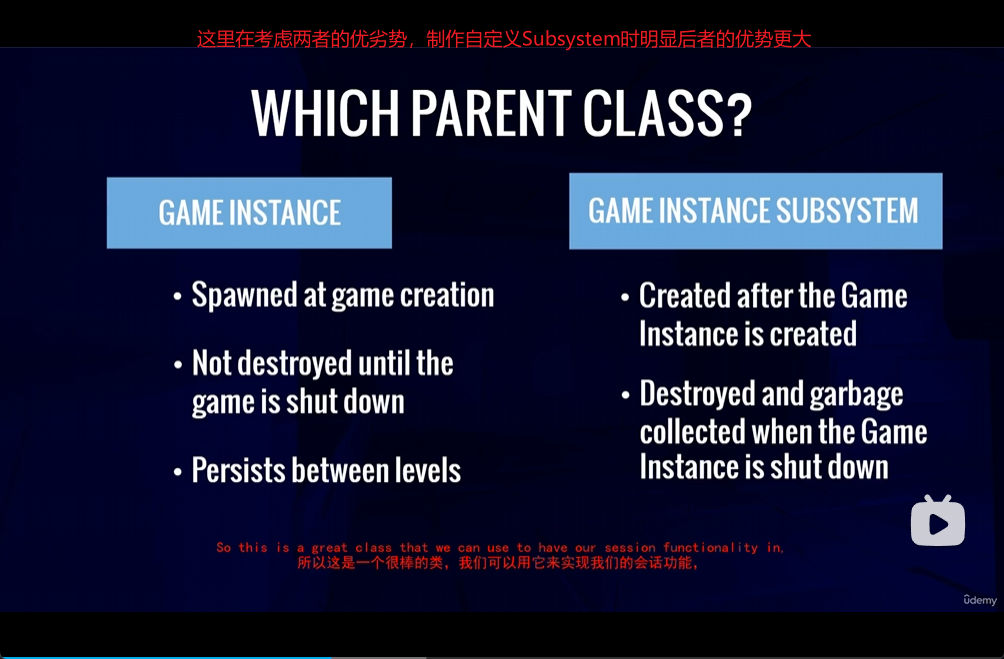 这里在考虑两者的优劣势，制作自定义Subsystem时明显后者的优势更大
WHICH PARENT CLASS?
GAME INSTANCE
• Spawned at game creation
• Not destroyed until the
game is shut down
• Persists between levels
GAME INSTANCE SUBSYSTEM
• Created after the Game
Instance is created
• Destroyed and garbage
collected when the Game
Instance is shut down
So this is a great class that we can use to have our session functionality in,
所以这是一个很棒的类，我们可以用它来实现我们的会话功能，
ûdemy